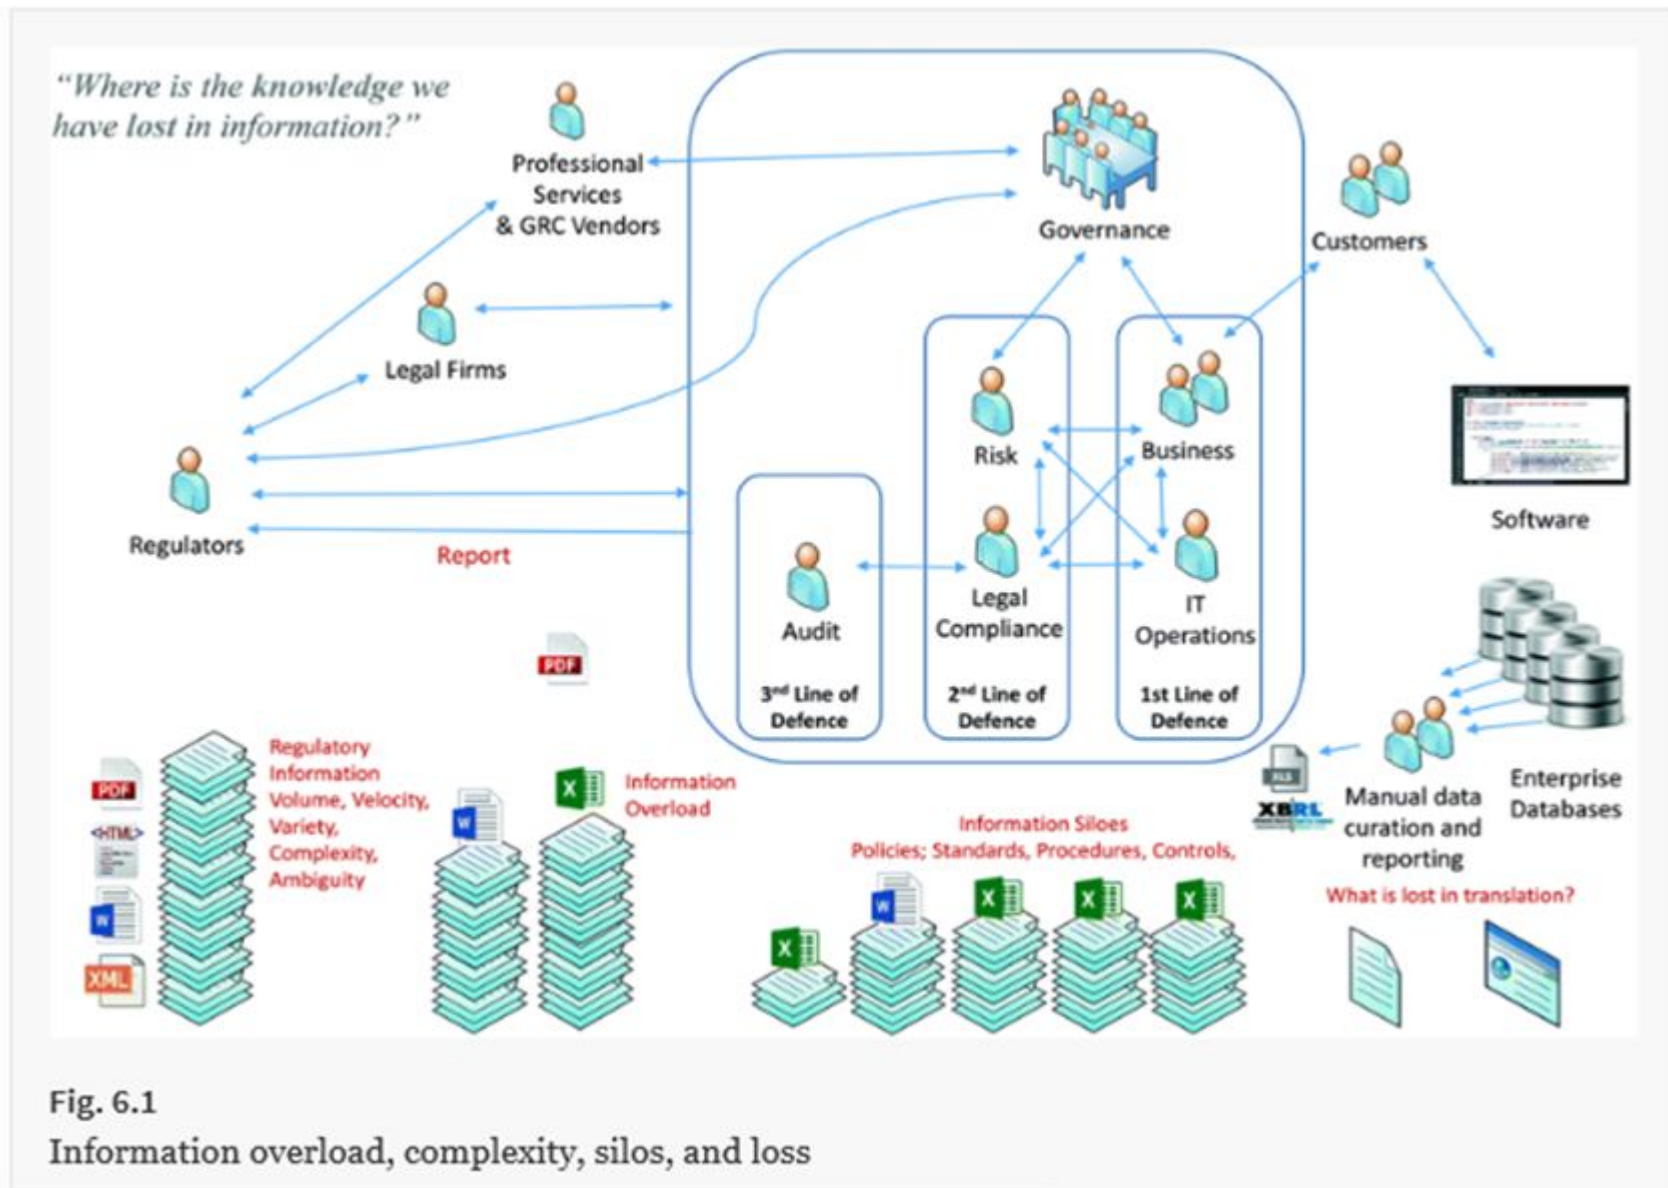 “Where is the knowledge we
have lost in information?”
Professional
Services
& GRC Vendors
Governance
Customers
Legal Firms
Risk
Business
Regulators
Report
Software
Audit
Legal
Compliance
IT
Operations
3nd Line of
Defence
2nd Line of
Defence
1st Line of
Defence
PDF
PDF
<HTML>
W
XML
Regulatory
Information
Volume, Velocity,
Variety,
Complexity,
Ambiguity
W
X
Information
Overload
Information Siloes
Policies; Standards, Procedures, Controls,
X
W
X
X
X
XLS
XBRL
Manual data
curation and
reporting
Enterprise
Databases
What is lost in translation?
Fig. 6.1
Information overload, complexity, silos, and loss